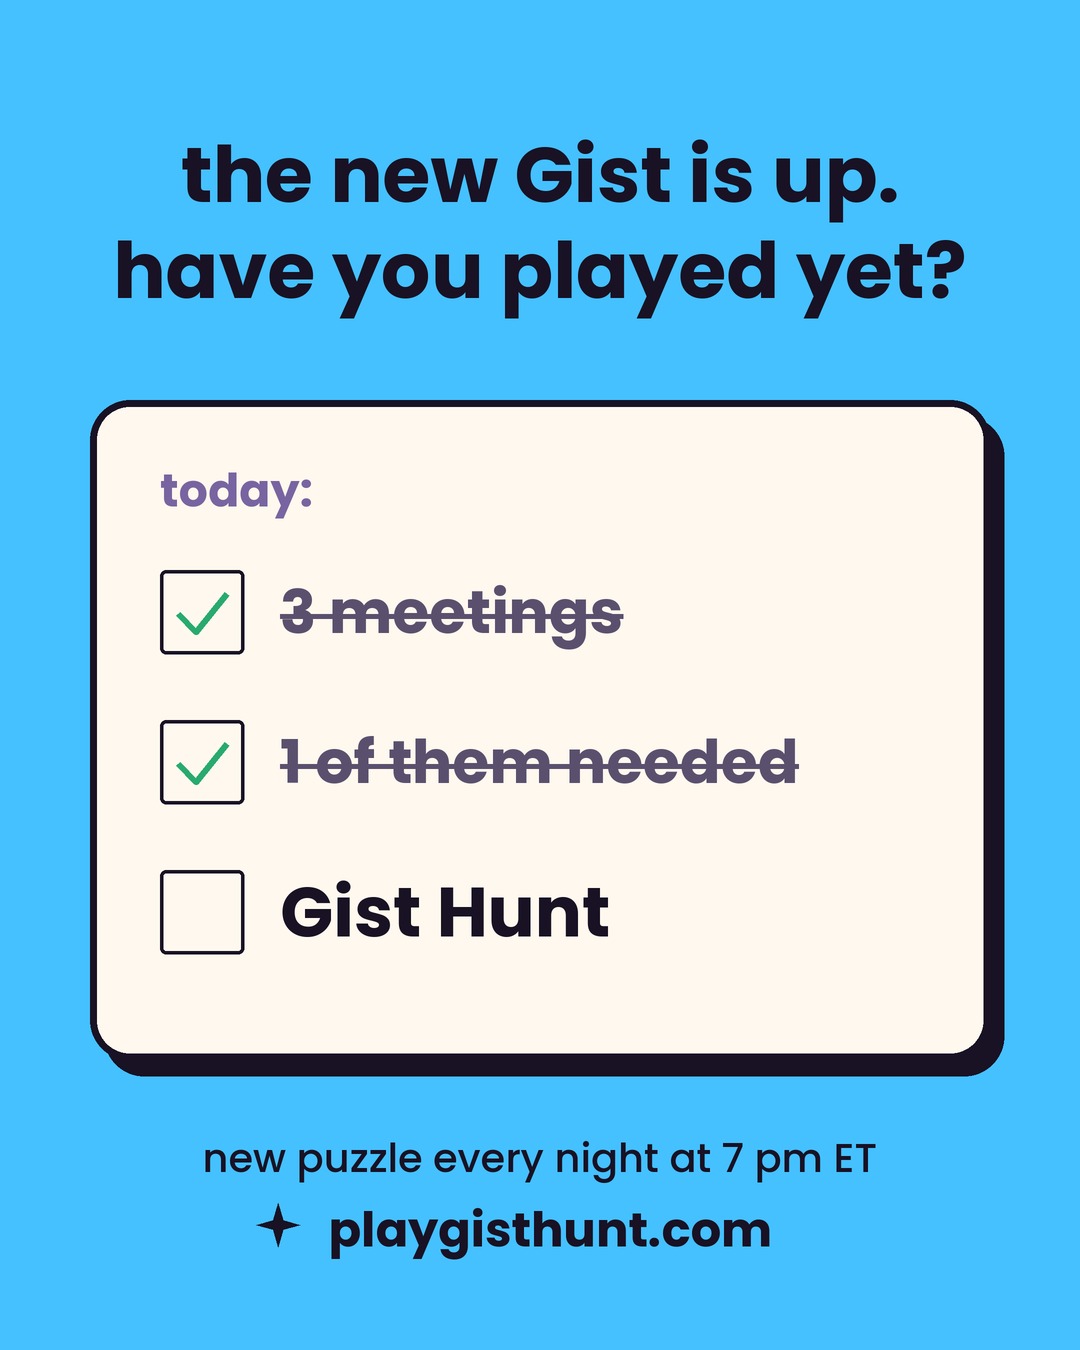 the new Gist is up.
have you played yet?
today:
3 meetings
1 of them needed
Gist Hunt
new puzzle every night at 7 pm ET
playgisthunt.com